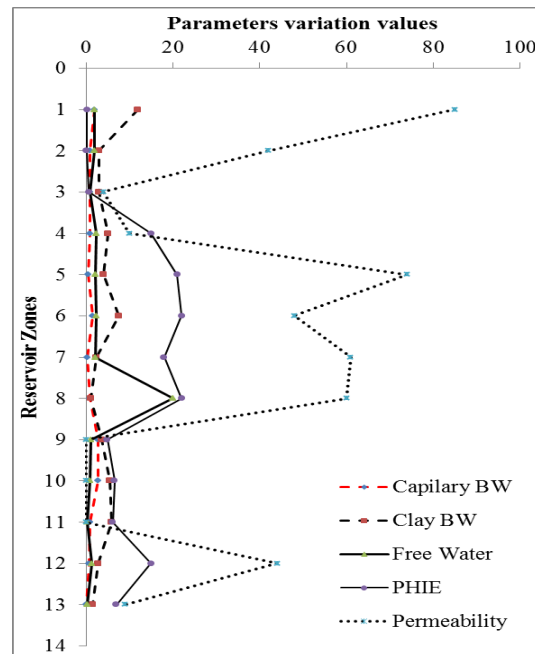 Parameters variation values
0 20 40 60 80 100
Reservoir Zones
0
1
2
3
4
5
6
7
8
9
10
11
12
13
14
Capilary BW
Clay BW
Free Water
PHIE
Permeability